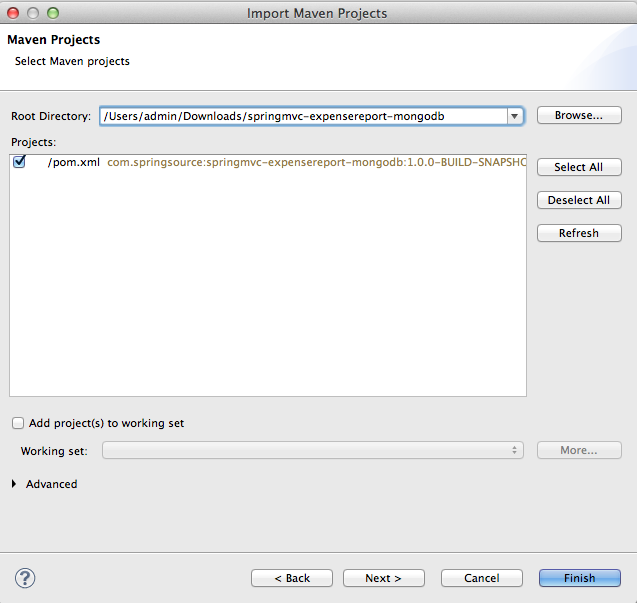 Import Maven Projects
Maven Projects
Select Maven projects
Root Directory: /Users/admin/Downloads/springmvc-expensereport-mongodb Browse...
Projects:
/pom.xml com.springsource:springmvc-expensereport-mongodb:1.0.0-BUILD-SNAPSHO
Select All
Deselect All
Refresh
Add project(s) to working set
Working set: More...
Advanced
? < Back Next > Cancel Finish